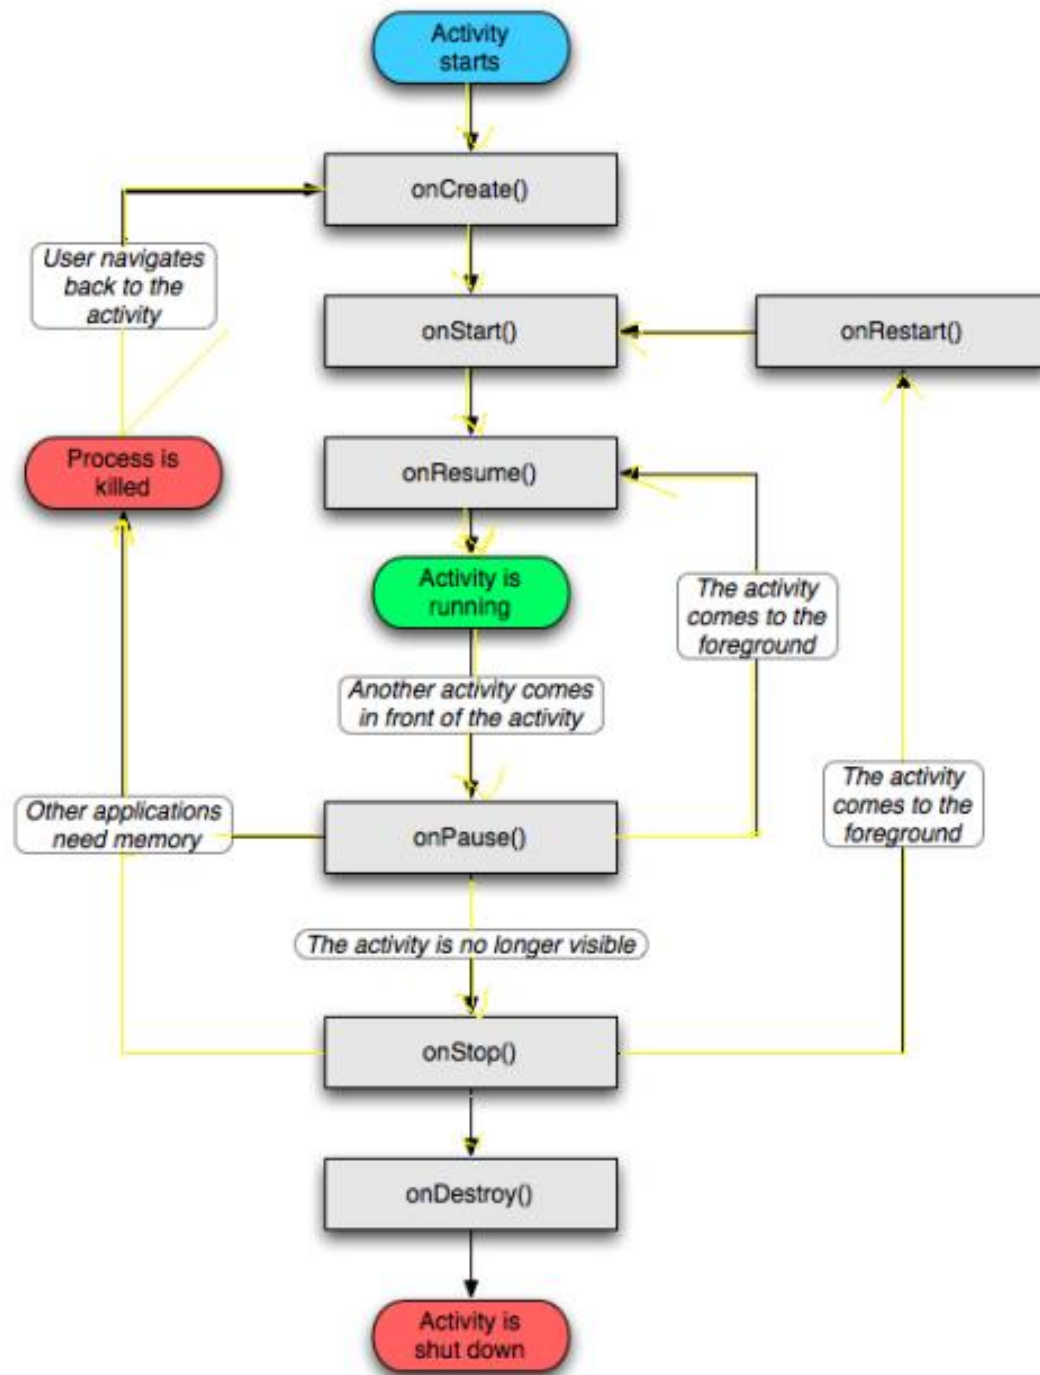 Activity
starts
onCreate()
User navigates
back to the
activity
onStart()
onRestart()
Process is
killed
onResume()
Activity is
running
The activity
comes to the
foreground
Another activity comes
in front of the activity
The activity
comes to the
foreground
Other applications
need memory
onPause()
The activity is no longer visible
onStop()
onDestroy()
Activity is
shut down